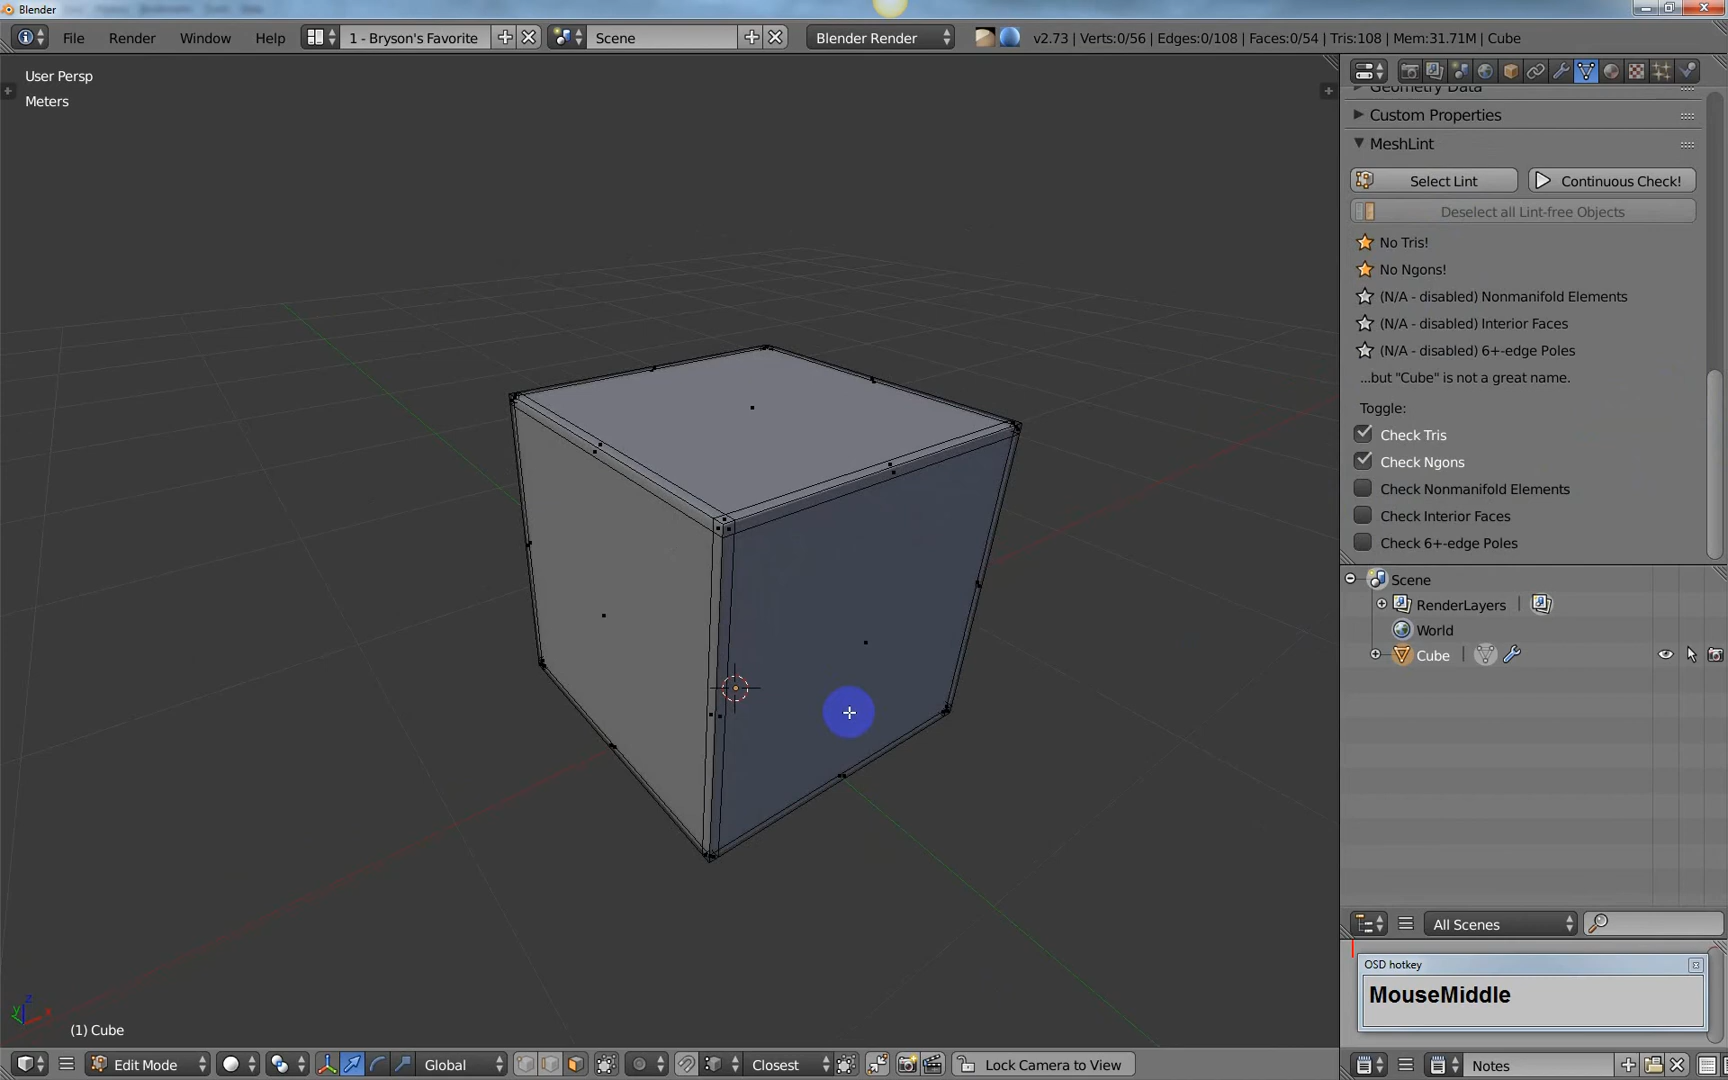 Blender
File Render Window Help 1 - Bryson's Favorite Scene Blender Render v2.73 | Verts:0/56 | Edges:0/108 | Faces:0/54 | Tris:108 | Mem:31.71M | Cube
User Persp
Meters
Geometry Data
Custom Properties
MeshLint
Select Lint Continuous Check!
Deselect all Lint-free Objects
No Tris!
No Ngons!
(N/A - disabled) Nonmanifold Elements
(N/A - disabled) Interior Faces
(N/A - disabled) 6+-edge Poles
...but "Cube" is not a great name.
Toggle:
Check Tris
Check Ngons
Check Nonmanifold Elements
Check Interior Faces
Check 6+-edge Poles
Scene
RenderLayers
World
Cube
All Scenes
OSD hotkey
MouseMiddle
z
y x
(1) Cube
Edit Mode Global Closest Lock Camera to View Notes